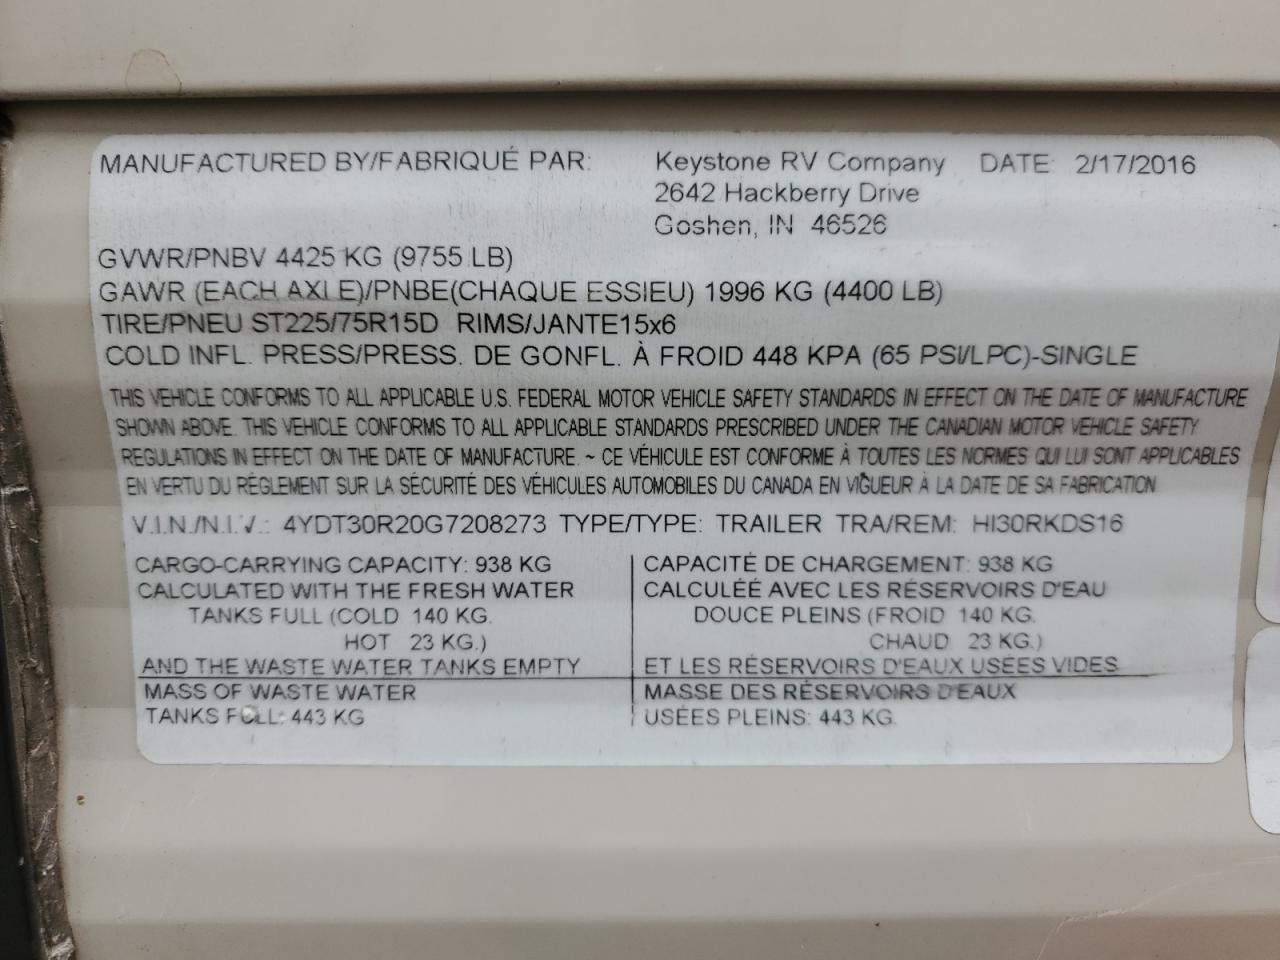 MANUFACTURED BY/FABRIQUÉ PAR: Keystone RV Company DATE: 2/17/2016
2642 Hackberry Drive
Goshen, IN 46526
GVWR/PNBV 4425 KG (9755 LB)
GAWR (EACH AXLE)/PNBE(CHAQUE ESSIEU) 1996 KG (4400 LB)
TIRE/PNEU ST225/75R15D RIMS/JANTE15x6
COLD INFL. PRESS/PRESS. DE GONFL. À FROID 448 KPA (65 PSI/LPC)-SINGLE
THIS VEHICLE CONFORMS TO ALL APPLICABLE U.S. FEDERAL MOTOR VEHICLE SAFETY STANDARDS IN EFFECT ON THE DATE OF MANUFACTURE
SHOWN ABOVE. THIS VEHICLE CONFORMS TO ALL APPLICABLE STANDARDS PRESCRIBED UNDER THE CANADIAN MOTOR VEHICLE SAFETY
REGULATIONS IN EFFECT ON THE DATE OF MANUFACTURE. ~ CE VÉHICULE EST CONFORME À TOUTES LES NORMES QUI LUI SONT APPLICABLES
EN VERTU DU RÉGLEMENT SUR LA SÉCURITÉ DES VÉHICULES AUTOMOBILES DU CANADA EN VIGUEUR À LA DATE DE SA FABRICATION
V.I.N./N.I.V.: 4YDT30R20G7208273 TYPE/TYPE: TRAILER TRA/REM: HI30RKDS16
CARGO-CARRYING CAPACITY: 938 KG
CALCULATED WITH THE FRESH WATER
TANKS FULL (COLD 140 KG.
HOT 23 KG.)
AND THE WASTE WATER TANKS EMPTY
MASS OF WASTE WATER
TANKS FULL: 443 KG
CAPACITÉ DE CHARGEMENT: 938 KG
CALCULÉÉ AVEC LES RÉSERVOIRS D'EAU
DOUCE PLEINS (FROID 140 KG.
CHAUD 23 KG.)
ET LES RÉSERVOIRS D'EAUX USÉES VIDES
MASSE DES RÉSERVOIRS D'EAUX
USÉES PLEINS: 443 KG.